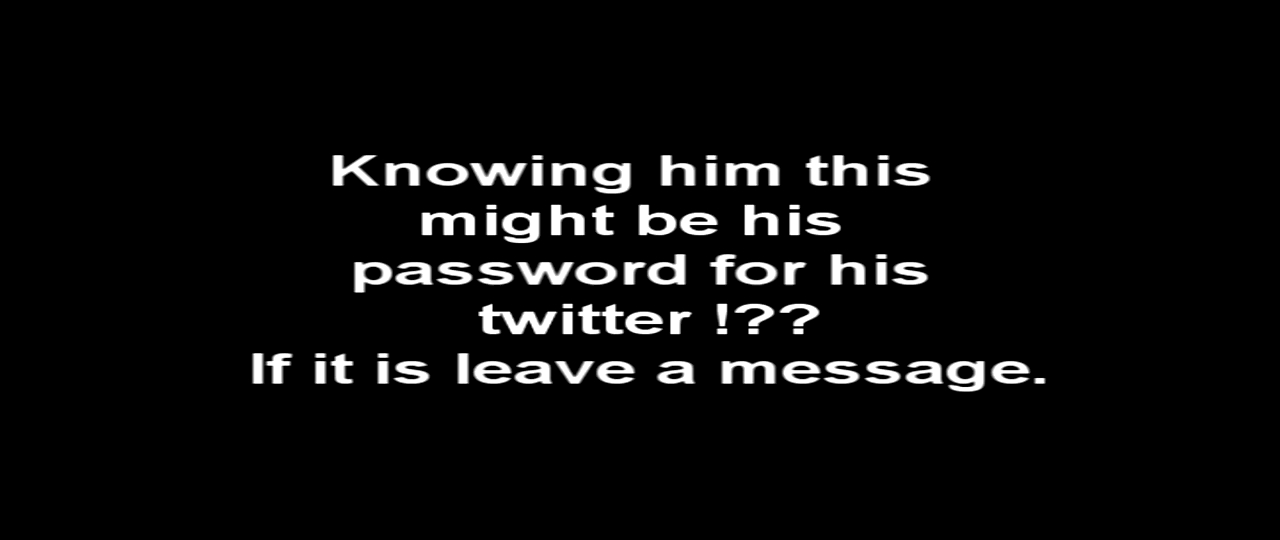 Knowing him this
might be his
password for his
twitter !??
If it is leave a message.